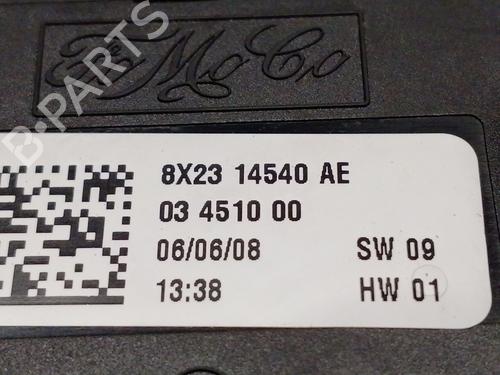 FoMoCo
B-PARTS
8X23 14540 AE
03 4510 00
06/06/08 SW 09
13:38 HW 01